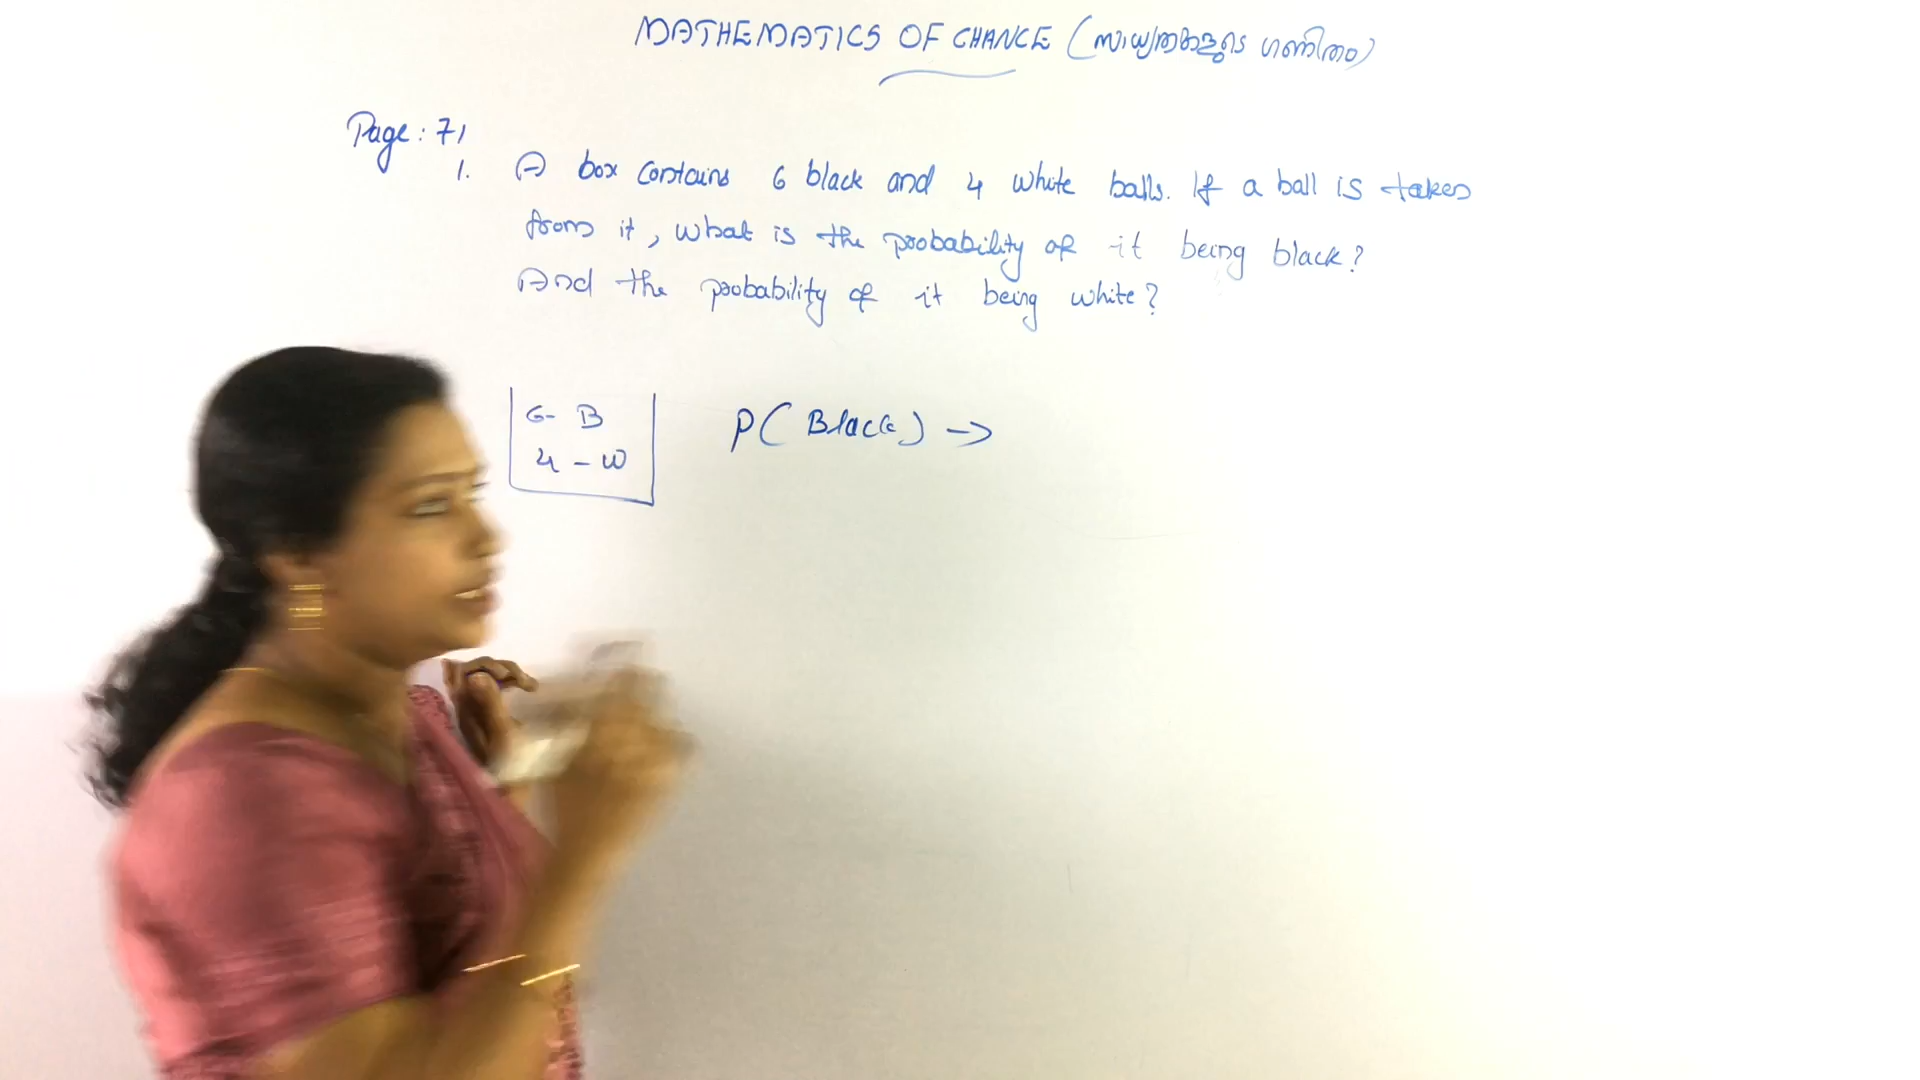 MATHEMATICS OF CHANCE (സാധ്യതകളുടെ ഗണിതം)
Page: 71
1. A box contains 6 black and 4 white balls. If a ball is taken
from it, what is the probability of it being black?
And the probability of it being white?
6- B
4 - W
P( Black) →